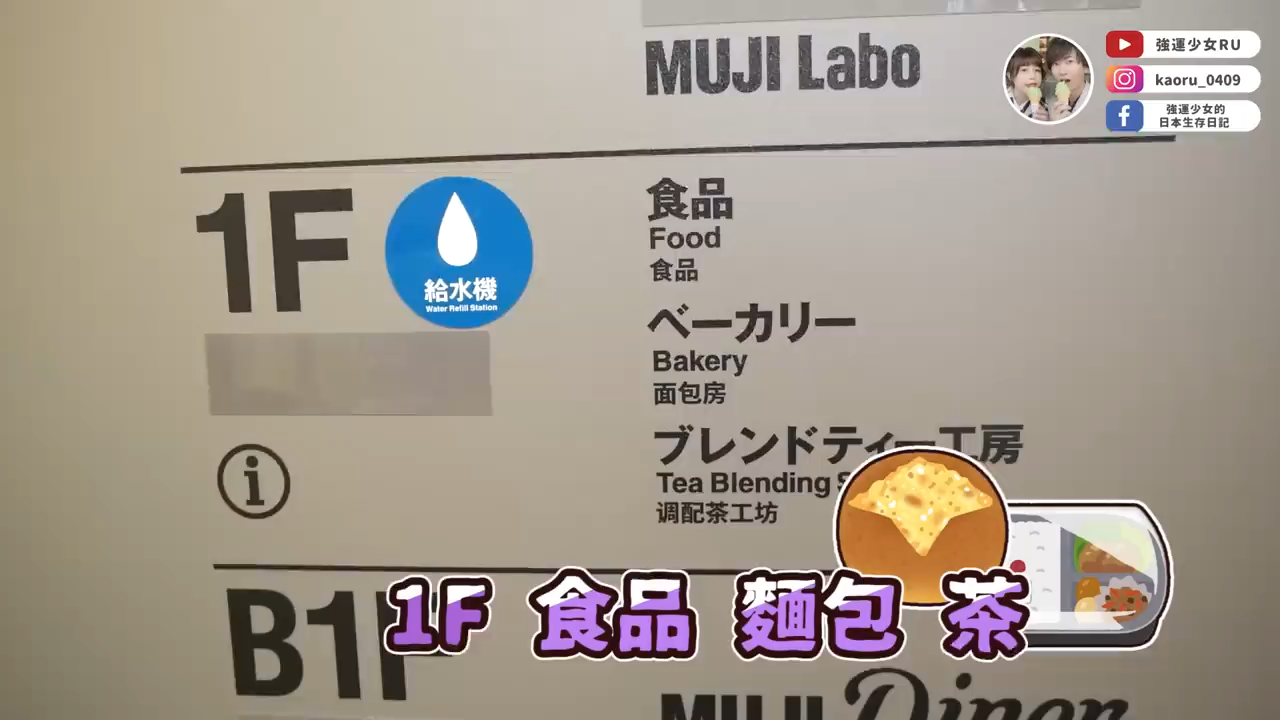 MUJI Labo
強運少女RU
kaoru_0409
強運少女的
日本生存日記
1F
給水機
Water Refill Station
食品
Food
食品
ベーカリー
Bakery
面包房
ブレンドティー工房
Tea Blending
调配茶工坊
1F 食品 麵包 茶
B1F
MUJI Diner